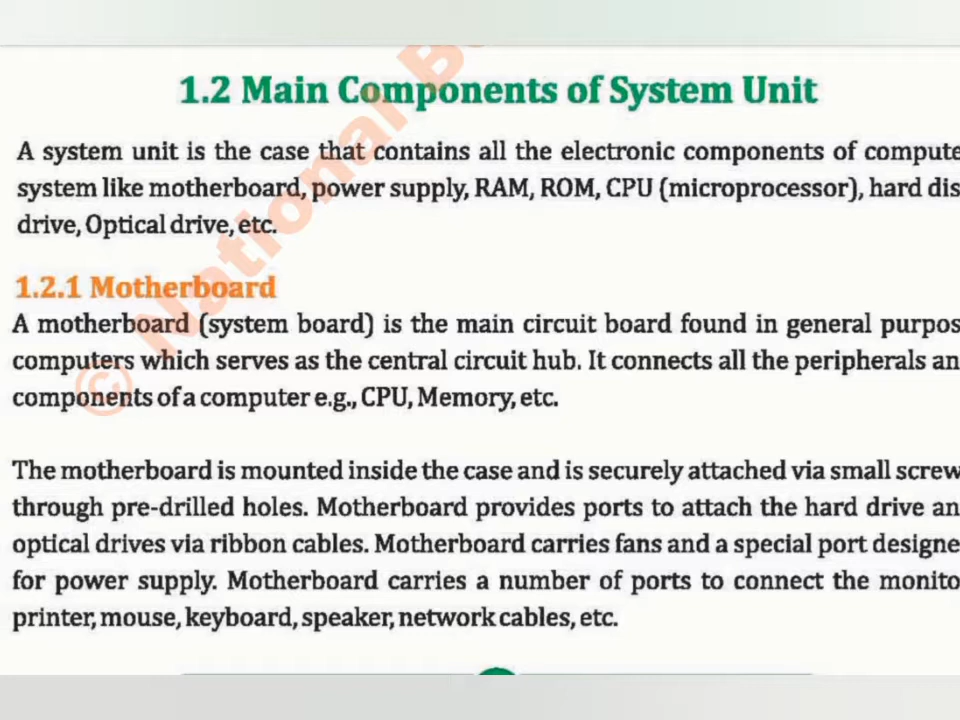 1.2 Main Components of System Unit
A system unit is the case that contains all the electronic components of compute
system like motherboard, power supply, RAM, ROM, CPU (microprocessor), hard dis
drive, Optical drive, etc.
1.2.1 Motherboard
A motherboard (system board) is the main circuit board found in general purpos
computers which serves as the central circuit hub. It connects all the peripherals an
components of a computer e.g., CPU, Memory, etc.
The motherboard is mounted inside the case and is securely attached via small screw
through pre-drilled holes. Motherboard provides ports to attach the hard drive an
optical drives via ribbon cables. Motherboard carries fans and a special port designe
for power supply. Motherboard carries a number of ports to connect the monito
printer, mouse, keyboard, speaker, network cables, etc.
© National